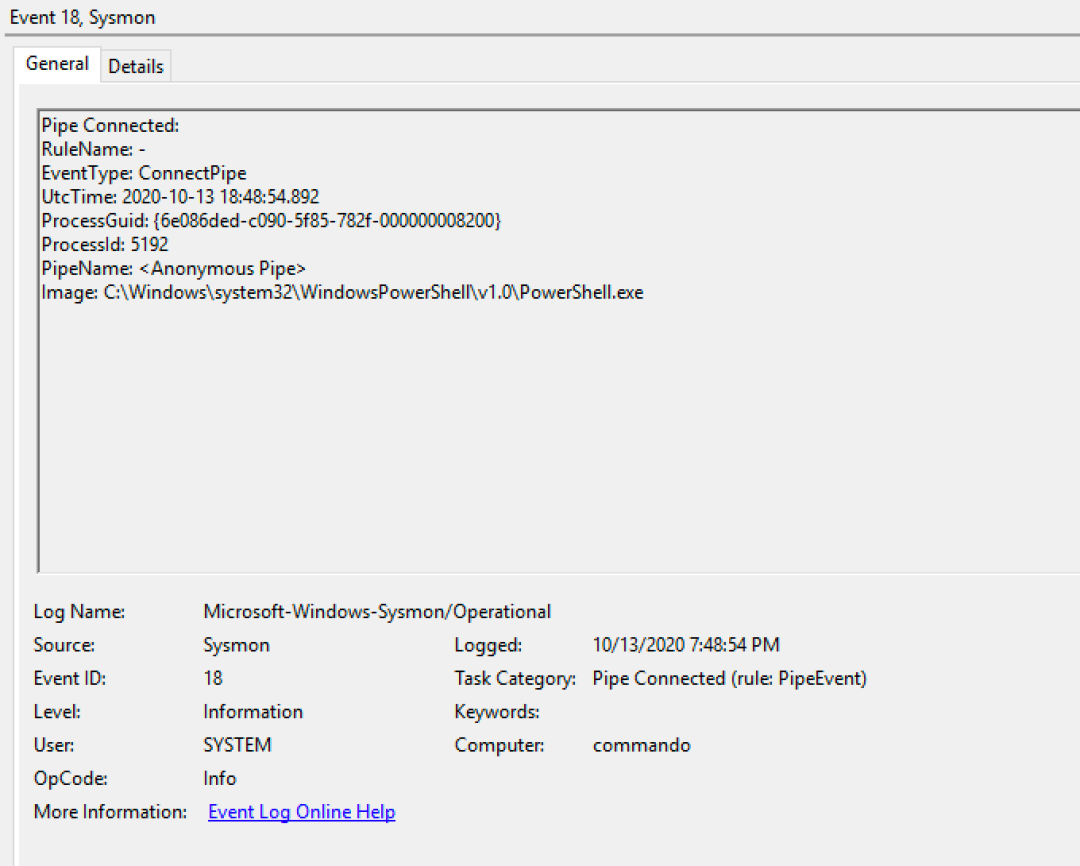 Event 18, Sysmon
General Details
Pipe Connected:
RuleName: -
EventType: ConnectPipe
UtcTime: 2020-10-13 18:48:54.892
ProcessGuid: {6e086ded-c090-5f85-782f-000000008200}
ProcessId: 5192
PipeName: <Anonymous Pipe>
Image: C:\Windows\system32\WindowsPowerShell\v1.0\PowerShell.exe
Log Name: Microsoft-Windows-Sysmon/Operational
Source: Sysmon Logged: 10/13/2020 7:48:54 PM
Event ID: 18 Task Category: Pipe Connected (rule: PipeEvent)
Level: Information Keywords:
User: SYSTEM Computer: commando
OpCode: Info
More Information: Event Log Online Help